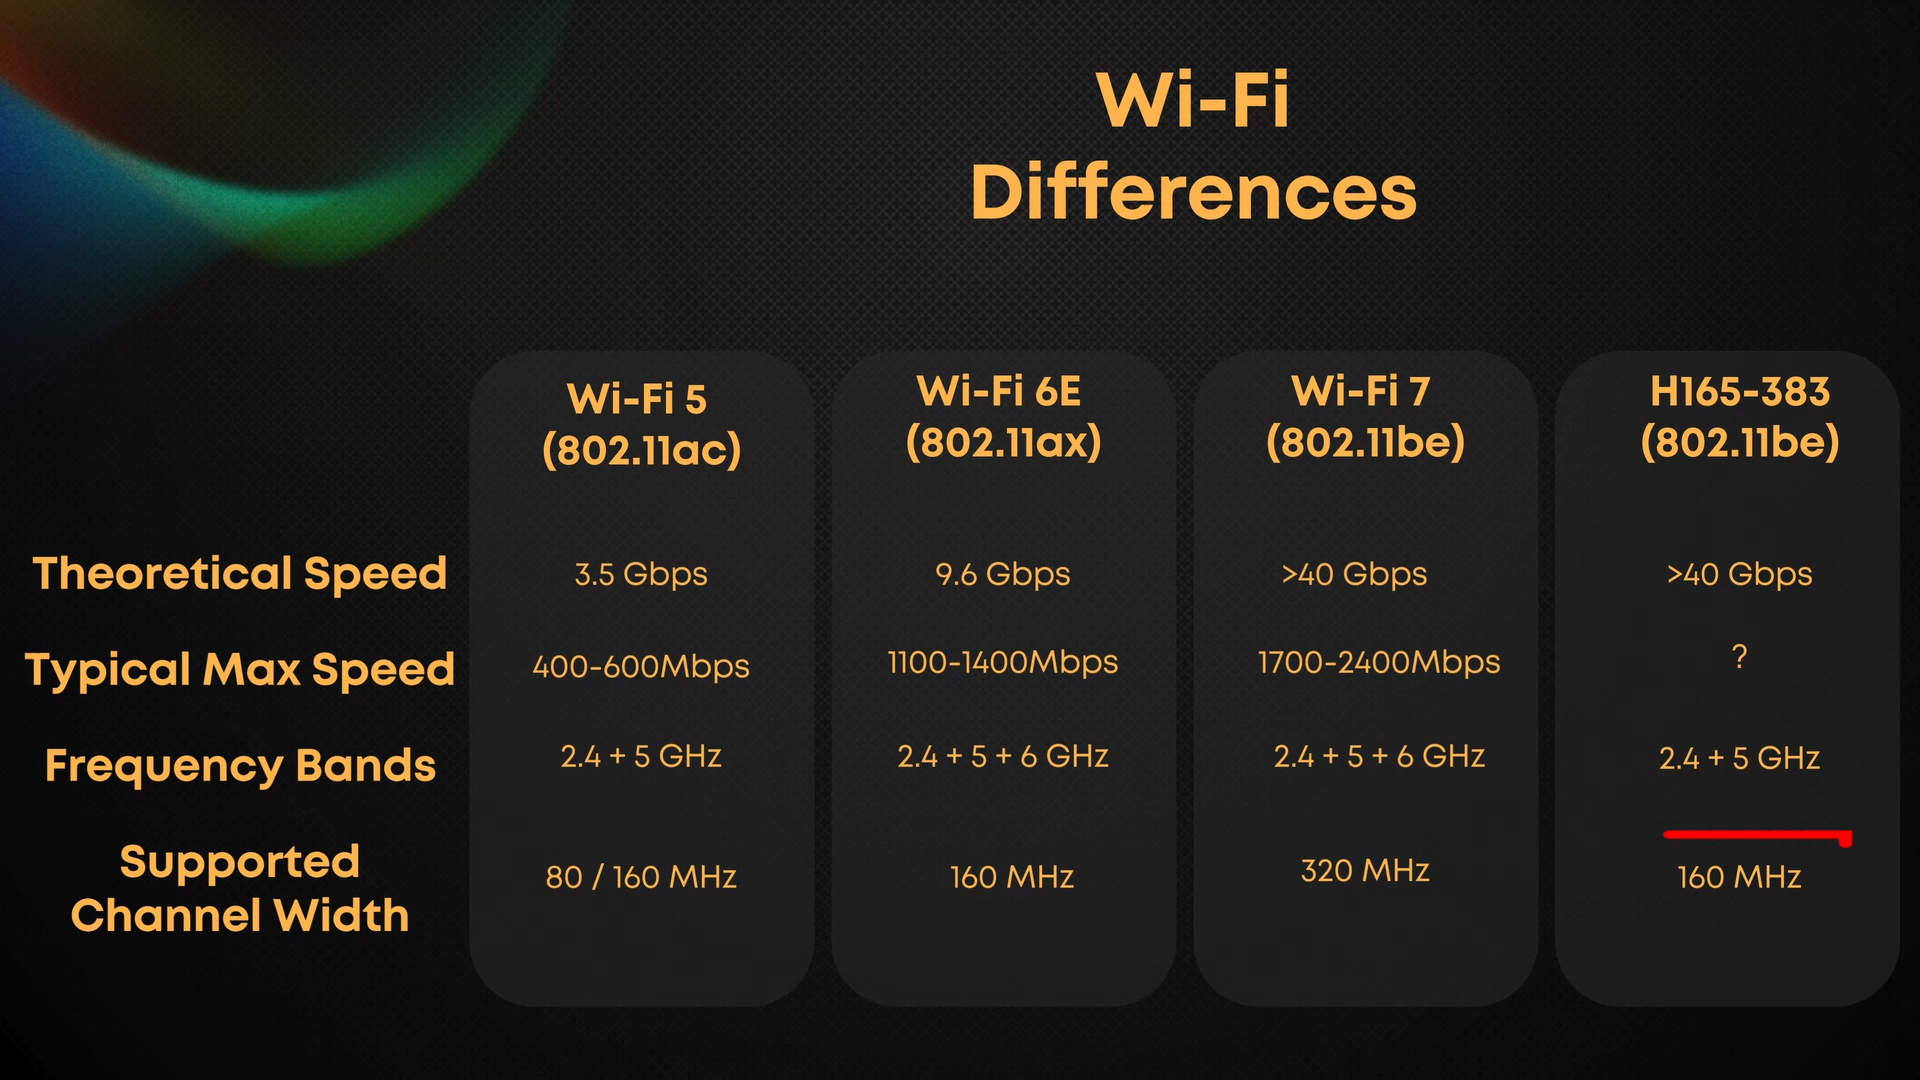 Wi-Fi
Differences
Wi-Fi 5
(802.11ac)
Wi-Fi 6E
(802.11ax)
Wi-Fi 7
(802.11be)
H165-383
(802.11be)
Theoretical Speed
3.5 Gbps
9.6 Gbps
>40 Gbps
>40 Gbps
Typical Max Speed
400-600Mbps
1100-1400Mbps
1700-2400Mbps
?
Frequency Bands
2.4 + 5 GHz
2.4 + 5 + 6 GHz
2.4 + 5 + 6 GHz
2.4 + 5 GHz
Supported
Channel Width
80 / 160 MHz
160 MHz
320 MHz
160 MHz